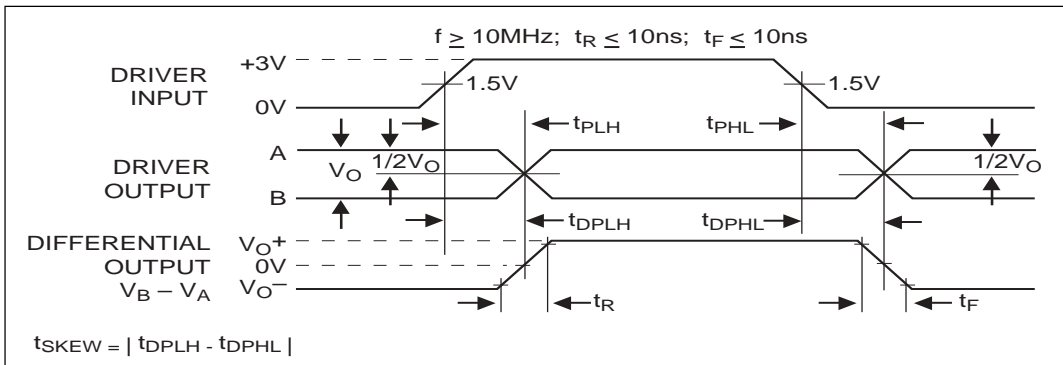 f ≥ 10MHz; tR ≤ 10ns; tF ≤ 10ns
DRIVER INPUT
+3V
0V
1.5V
1.5V
tPLH
tPHL
DRIVER OUTPUT
A
B
VO
1/2VO
1/2VO
tDPLH
tDPHL
DIFFERENTIAL OUTPUT
VB – VA
VO+
0V
VO–
tR
tF
tSKEW = | tDPLH - tDPHL |